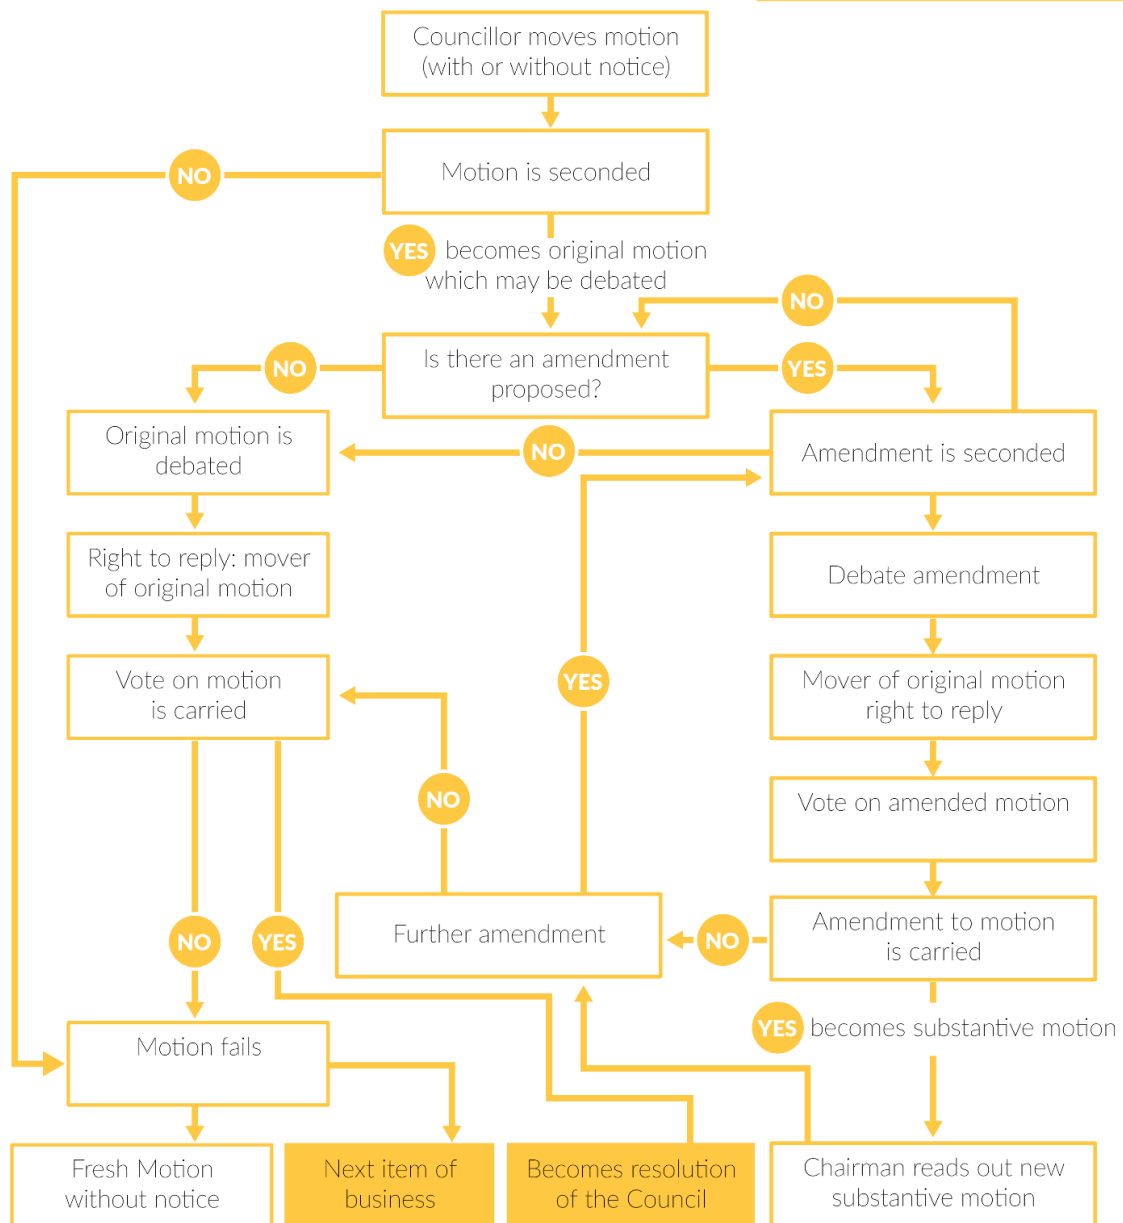 Councillor moves motion
(with or without notice)
Motion is seconded
NO
YES becomes original motion
which may be debated
NO
Is there an amendment
proposed?
NO
YES
Original motion is
debated
NO
Amendment is seconded
Right to reply: mover
of original motion
Debate amendment
Vote on motion
is carried
YES
Mover of original motion
right to reply
NO
Vote on amended motion
NO
YES
Further amendment
NO
Amendment to motion
is carried
YES becomes substantive motion
Motion fails
Fresh Motion
without notice
Next item of
business
Becomes resolution
of the Council
Chairman reads out new
substantive motion